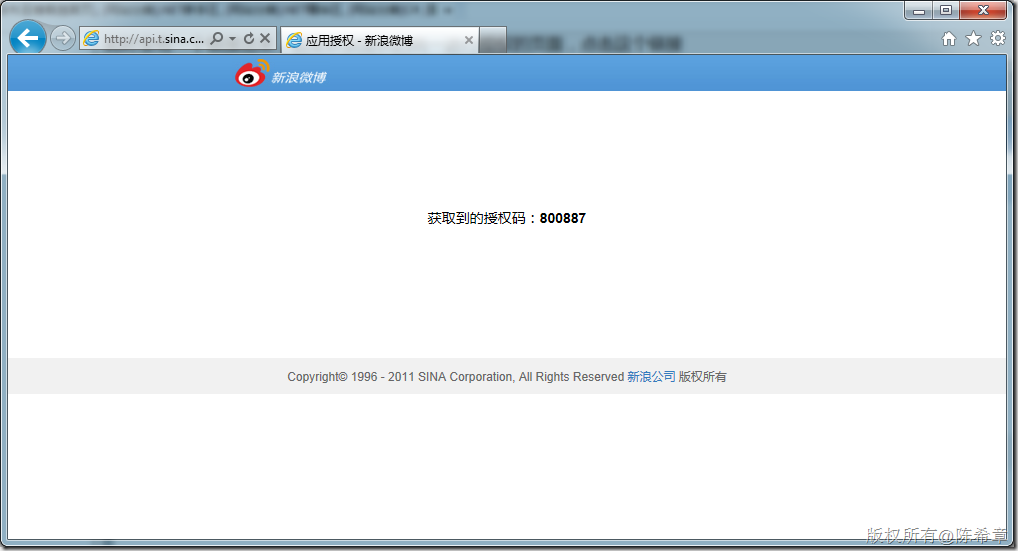 http://api.t.sina.c...
应用授权 - 新浪微博
新浪微博
获取到的授权码：800887
Copyright© 1996 - 2011 SINA Corporation, All Rights Reserved 新浪公司 版权所有
版权所有@陈希章